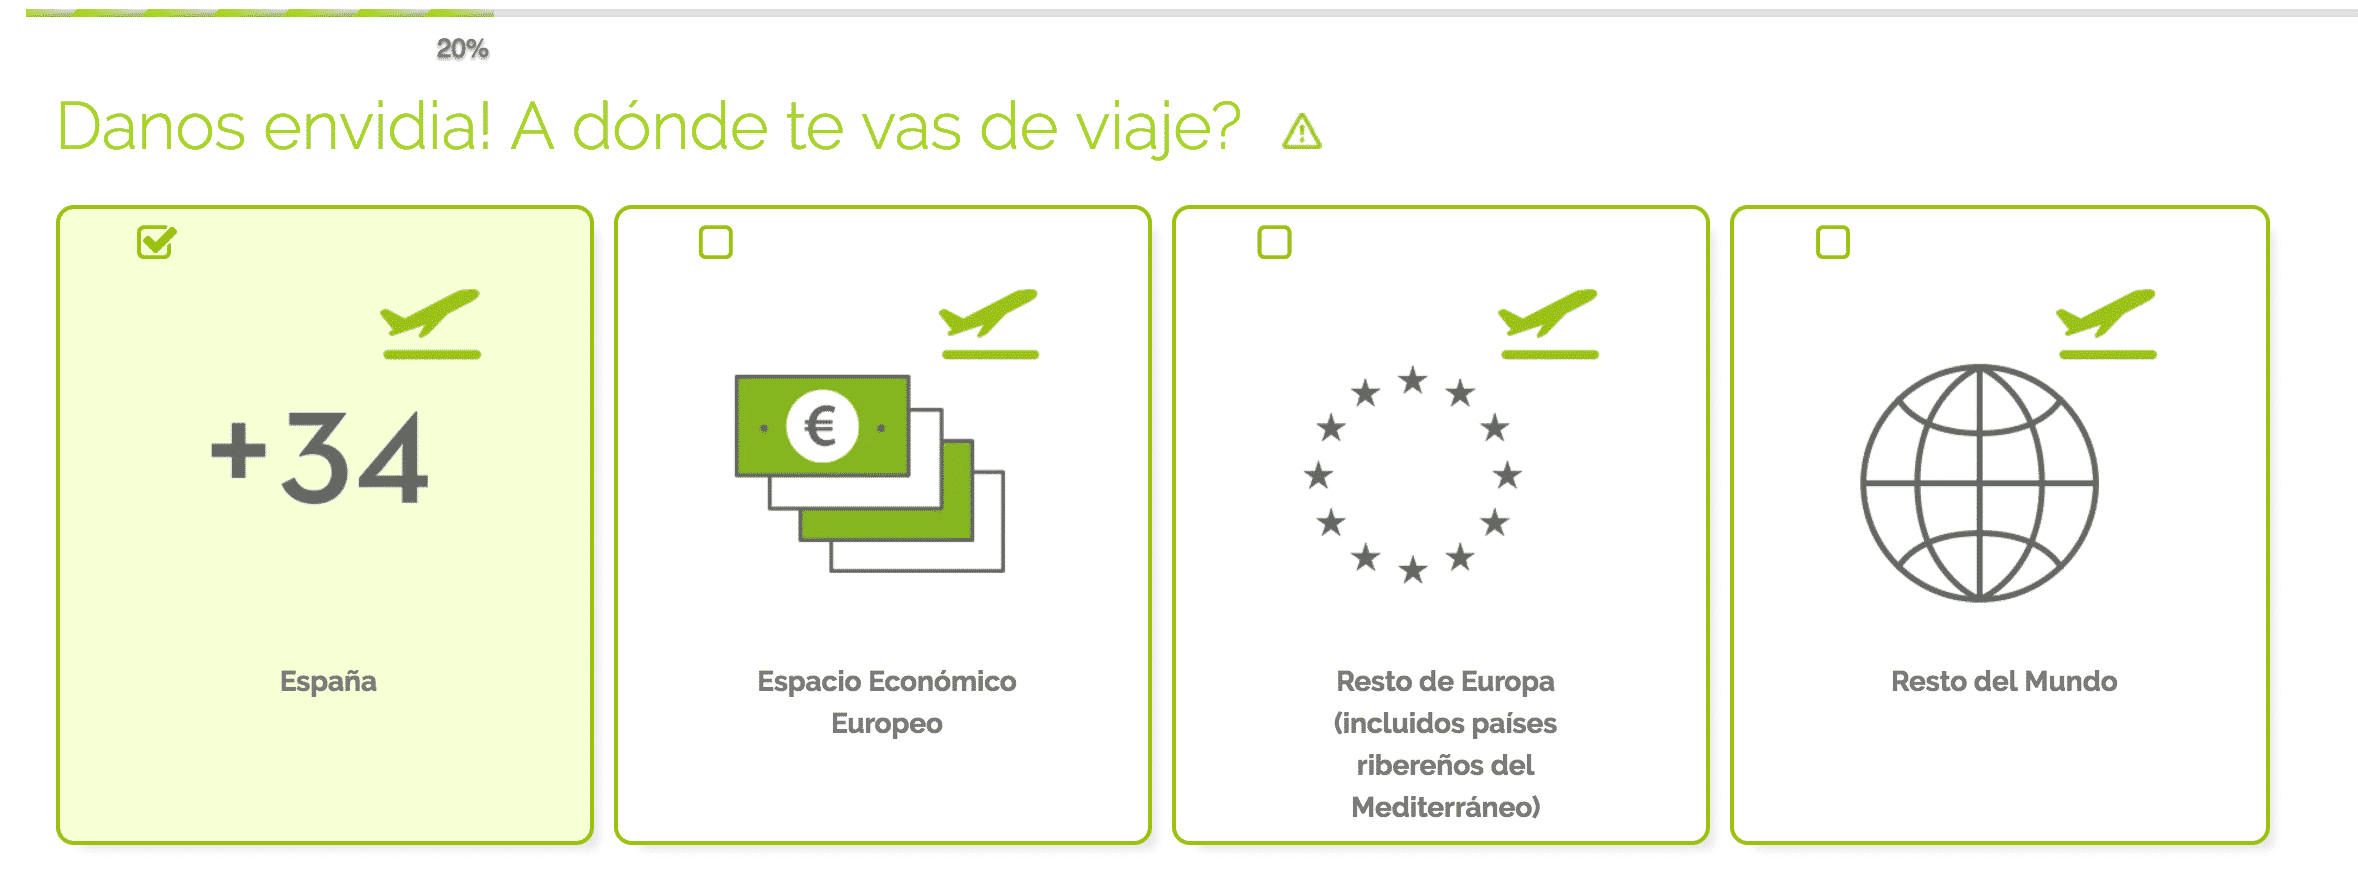 20%
Danos envidia! A dónde te vas de viaje?
+34
€
España
Espacio Económico
Europeo
Resto de Europa
(incluidos países
ribereños del
Mediterráneo)
Resto del Mundo